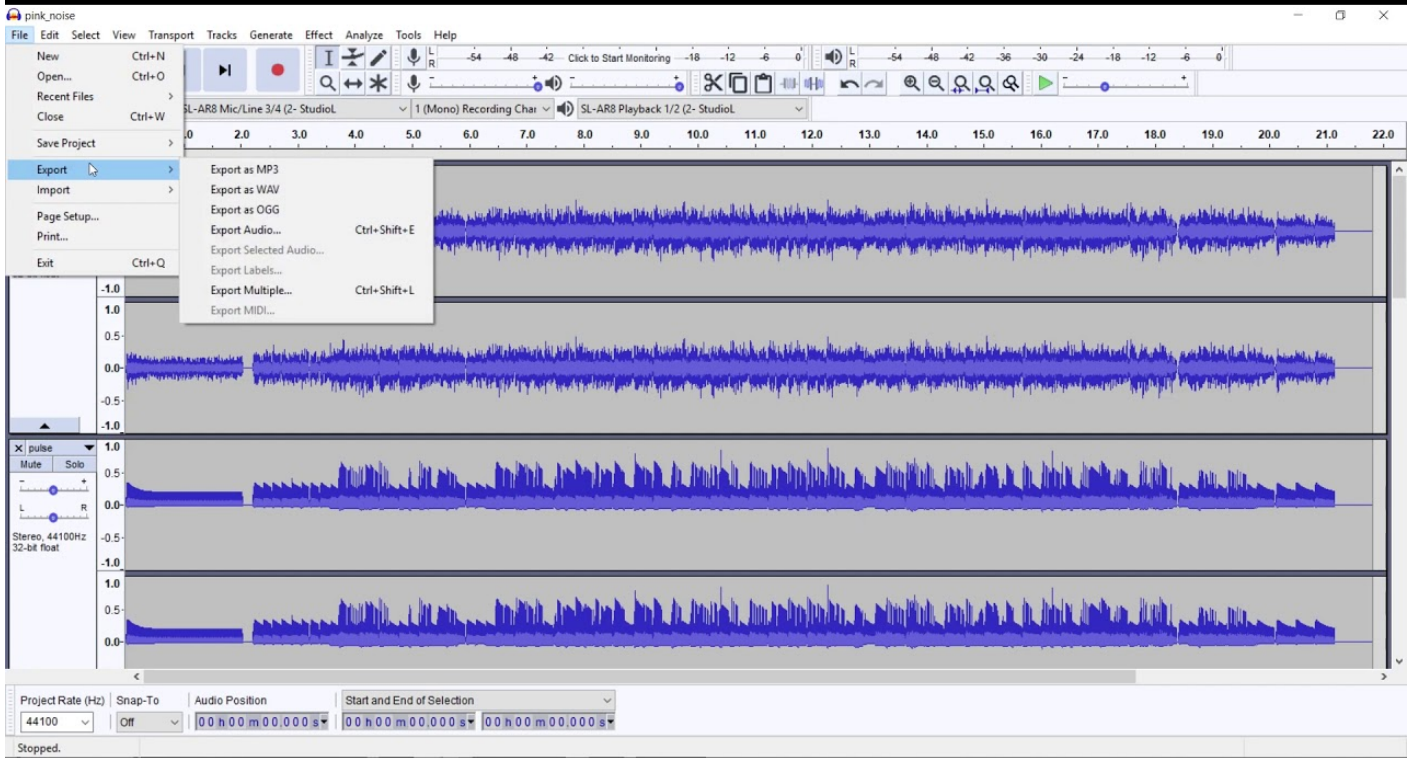 pink_noise
File Edit Select View Transport Tracks Generate Effect Analyze Tools Help
New Ctrl+N
Open... Ctrl+O
Recent Files >
Close Ctrl+W
Save Project >
Export >
Import >
Page Setup...
Print...
Exit Ctrl+Q
Export as MP3
Export as WAV
Export as OGG
Export Audio... Ctrl+Shift+E
Export Selected Audio...
Export Labels...
Export Multiple... Ctrl+Shift+L
Export MIDI...
L R -54 -48 -42 Click to Start Monitoring -18 -12 -6 0
L R -54 -48 -42 -36 -30 -24 -18 -12 -6 0
SL-AR8 Mic/Line 3/4 (2- StudioL 1 (Mono) Recording Char SL-AR8 Playback 1/2 (2- StudioL
.0 2.0 3.0 4.0 5.0 6.0 7.0 8.0 9.0 10.0 11.0 12.0 13.0 14.0 15.0 16.0 17.0 18.0 19.0 20.0 21.0 22.0
-1.0
1.0
0.5
0.0
-0.5
-1.0
pulse
Mute Solo
- +
L R
Stereo, 44100Hz
32-bit float
1.0
0.5
0.0
-0.5
-1.0
1.0
0.5
0.0
Project Rate (Hz) Snap-To Audio Position Start and End of Selection
44100 Off 00 h 00 m 00.000 s 00 h 00 m 00.000 s 00 h 00 m 00.000 s
Stopped.